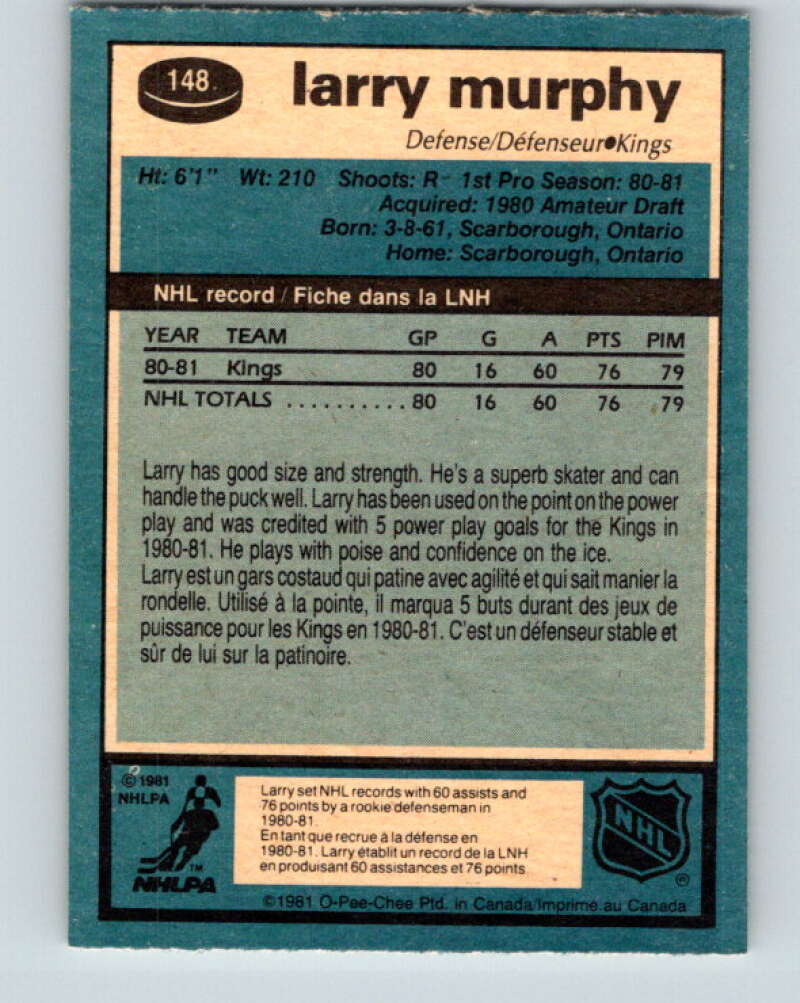 148.
larry murphy
Defense/Défenseur•Kings
Ht: 6'1" Wt: 210 Shoots: R 1st Pro Season: 80-81
Acquired: 1980 Amateur Draft
Born: 3-8-61, Scarborough, Ontario
Home: Scarborough, Ontario
NHL record / Fiche dans la LNH
YEAR TEAM GP G A PTS PIM
80-81 Kings 80 16 60 76 79
NHL TOTALS .......... 80 16 60 76 79
Larry has good size and strength. He's a superb skater and can
handle the puck well. Larry has been used on the point on the power
play and was credited with 5 power play goals for the Kings in
1980-81. He plays with poise and confidence on the ice.
Larry est un gars costaud qui patine avec agilité et qui sait manier la
rondelle. Utilisé à la pointe, il marqua 5 buts durant des jeux de
puissance pour les Kings en 1980-81. C'est un défenseur stable et
sûr de lui sur la patinoire.
© 1981
NHLPA
TM
NHLPA
Larry set NHL records with 60 assists and
76 points by a rookie defenseman in
1980-81.
En tant que recrue à la défense en
1980-81. Larry établit un record de la LNH
en produisant 60 assistances et 76 points.
NHL
®
©1981 O-Pee-Chee Ptd. in Canada/Imprimé au Canada